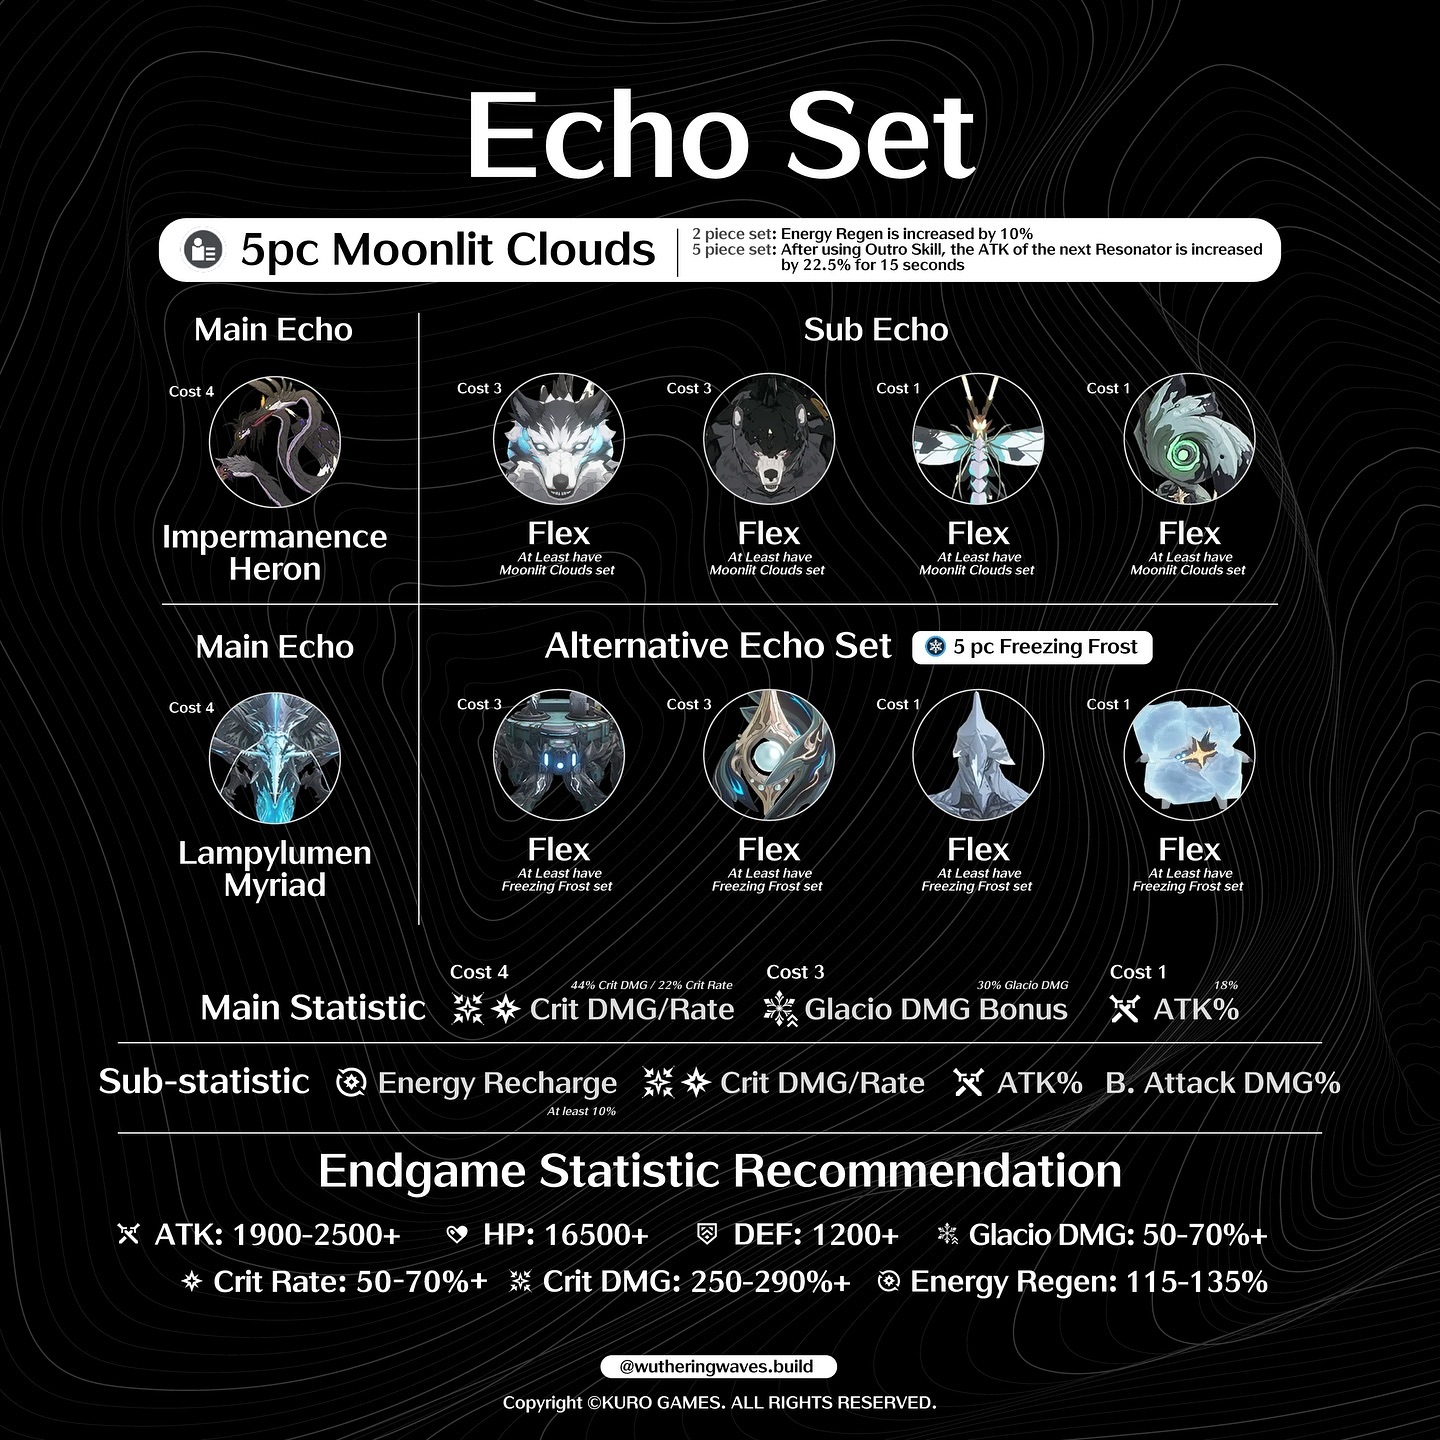 Echo Set
5pc Moonlit Clouds
2 piece set: Energy Regen is increased by 10%
5 piece set: After using Outro Skill, the ATK of the next Resonator is increased
by 22.5% for 15 seconds
Main Echo
Sub Echo
Cost 4
Cost 3
Cost 3
Cost 1
Cost 1
Impermanence
Heron
Flex
At Least have
Moonlit Clouds set
Flex
At Least have
Moonlit Clouds set
Flex
At Least have
Moonlit Clouds set
Flex
At Least have
Moonlit Clouds set
Main Echo
Alternative Echo Set
5 pc Freezing Frost
Cost 4
Cost 3
Cost 3
Cost 1
Cost 1
Lampylumen
Myriad
Flex
At Least have
Freezing Frost set
Flex
At Least have
Freezing Frost set
Flex
At Least have
Freezing Frost set
Flex
At Least have
Freezing Frost set
Main Statistic
Cost 4
44% Crit DMG / 22% Crit Rate
Crit DMG/Rate
Cost 3
30% Glacio DMG
Glacio DMG Bonus
Cost 1
18%
ATK%
Sub-statistic
Energy Recharge
At least 10%
Crit DMG/Rate
ATK%
B. Attack DMG%
Endgame Statistic Recommendation
ATK: 1900-2500+
HP: 16500+
DEF: 1200+
Glacio DMG: 50-70%+
Crit Rate: 50-70%+
Crit DMG: 250-290%+
Energy Regen: 115-135%
@wutheringwaves.build
Copyright ©KURO GAMES. ALL RIGHTS RESERVED.